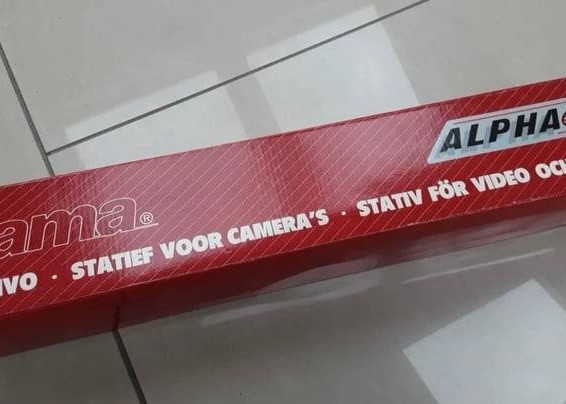 ALPHA
ama®
IVO · STATIEF VOOR CAMERA'S · STATIV FÖR VIDEO OCH